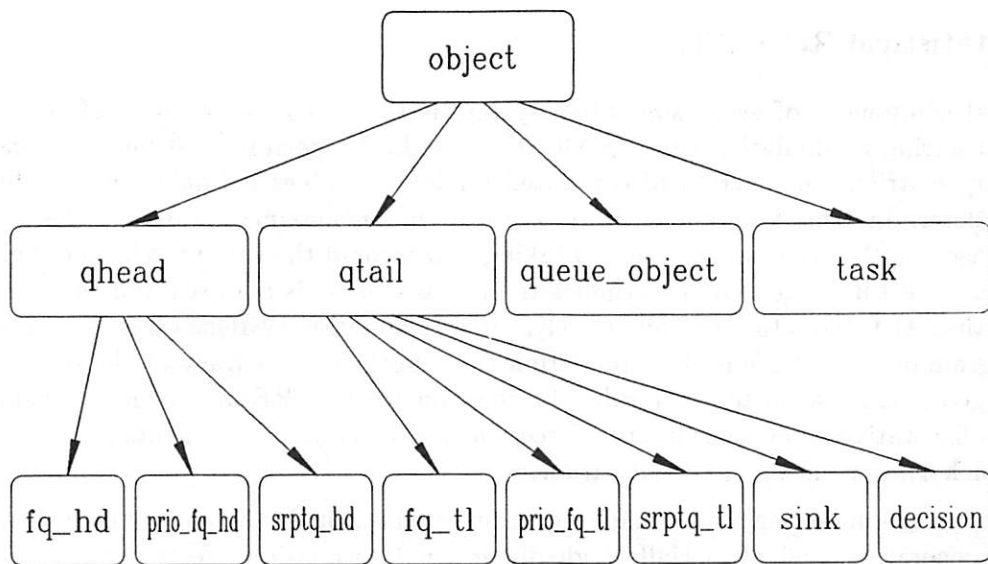 object
qhead
qtail
queue_object
task
fq_hd
prio_fq_hd
srptq_hd
fq_tl
prio_fq_tl
srptq_tl
sink
decision